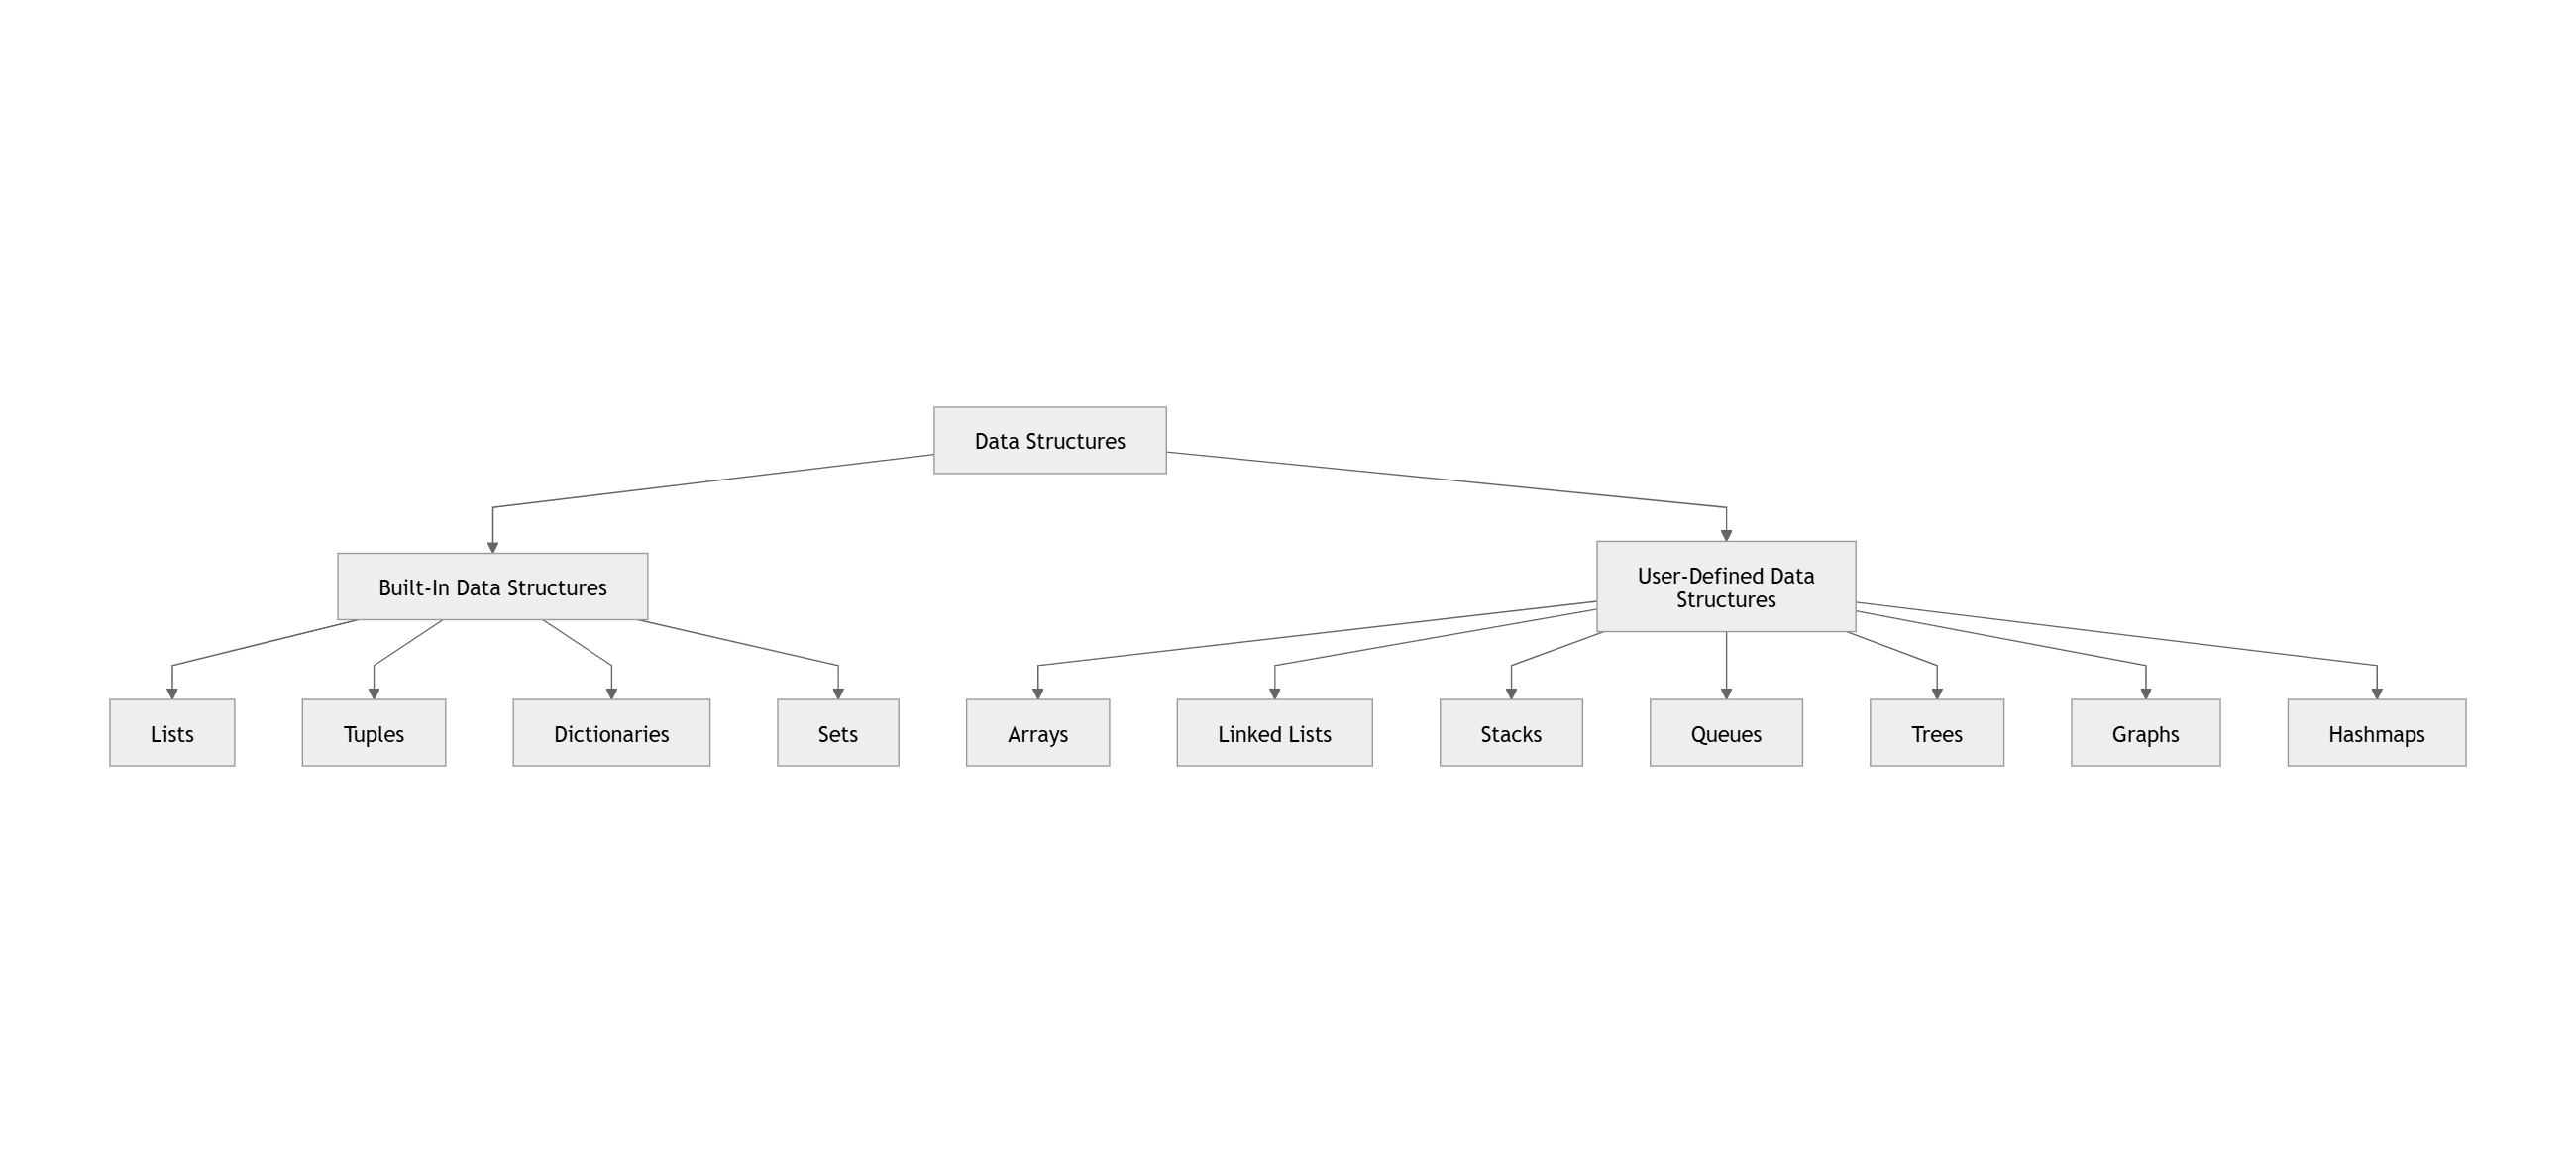 Data Structures
Built-In Data Structures
User-Defined Data
Structures
Lists
Tuples
Dictionaries
Sets
Arrays
Linked Lists
Stacks
Queues
Trees
Graphs
Hashmaps